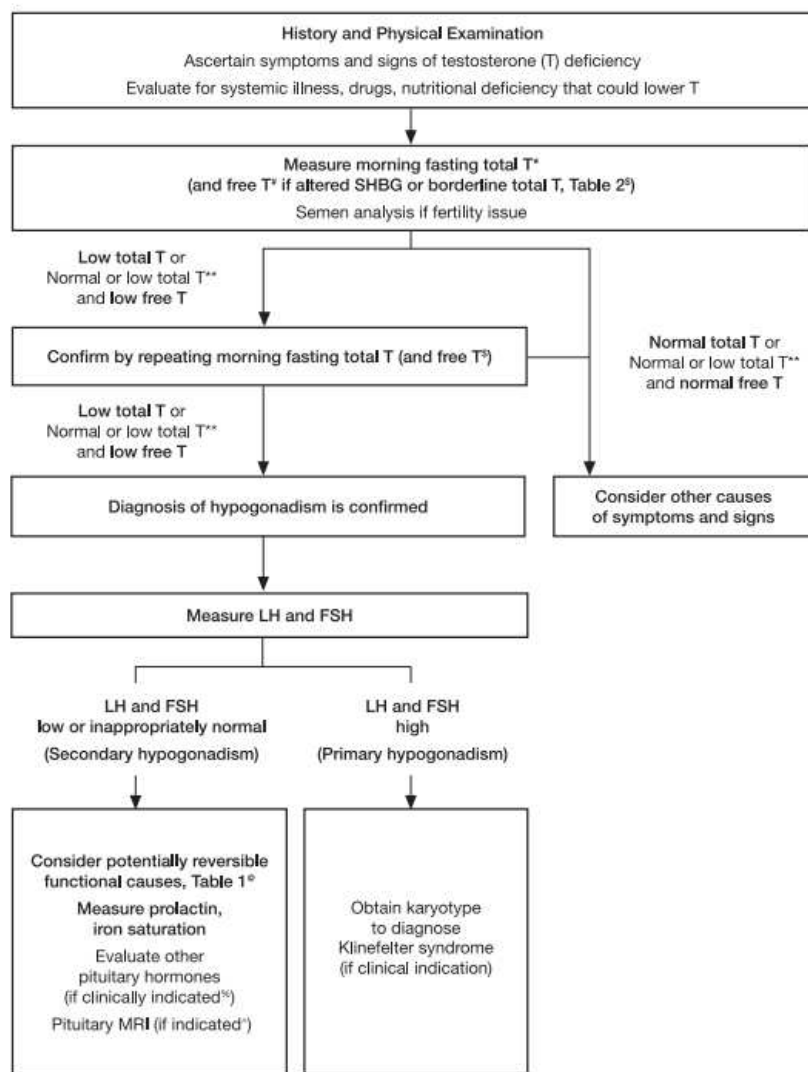 History and Physical Examination
Ascertain symptoms and signs of testosterone (T) deficiency
Evaluate for systemic illness, drugs, nutritional deficiency that could lower T
Measure morning fasting total T*
(and free T# if altered SHBG or borderline total T, Table 2$)
Semen analysis if fertility issue
Low total T or
Normal or low total T**
and low free T
Normal total T or
Normal or low total T**
and normal free T
Confirm by repeating morning fasting total T (and free T$)
Low total T or
Normal or low total T**
and low free T
Diagnosis of hypogonadism is confirmed
Consider other causes
of symptoms and signs
Measure LH and FSH
LH and FSH
low or inappropriately normal
(Secondary hypogonadism)
LH and FSH
high
(Primary hypogonadism)
Consider potentially reversible
functional causes, Table 1@
Measure prolactin,
iron saturation
Evaluate other
pituitary hormones
(if clinically indicated%)
Pituitary MRI (if indicated^)
Obtain karyotype
to diagnose
Klinefelter syndrome
(if clinical indication)